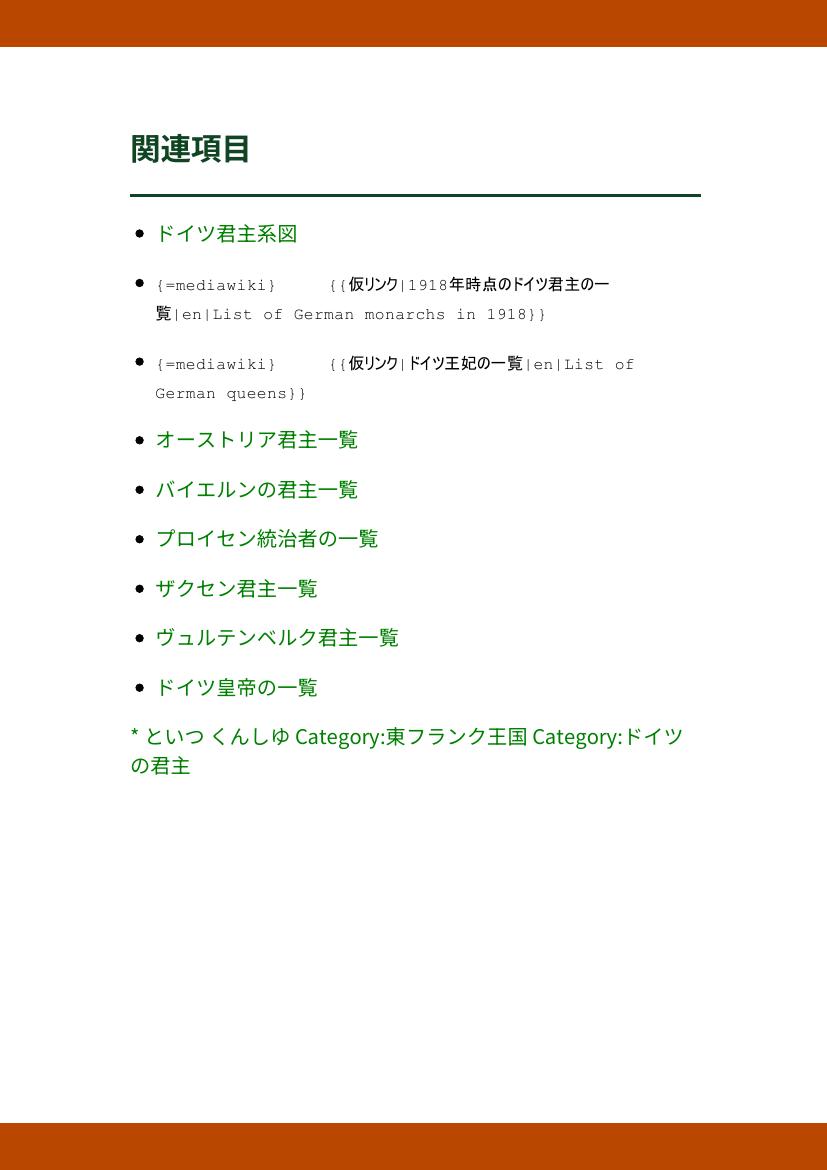 関連項目
• ドイツ君主系図
• {=mediawiki} {{仮リンク|1918年時点のドイツ君主の一
覧|en|List of German monarchs in 1918}}
• {=mediawiki} {{仮リンク|ドイツ王妃の一覧|en|List of
German queens}}
• オーストリア君主一覧
• バイエルンの君主一覧
• プロイセン統治者の一覧
• ザクセン君主一覧
• ヴュルテンベルク君主一覧
• ドイツ皇帝の一覧
* といつ くんしゆ Category:東フランク王国 Category:ドイツ
の君主